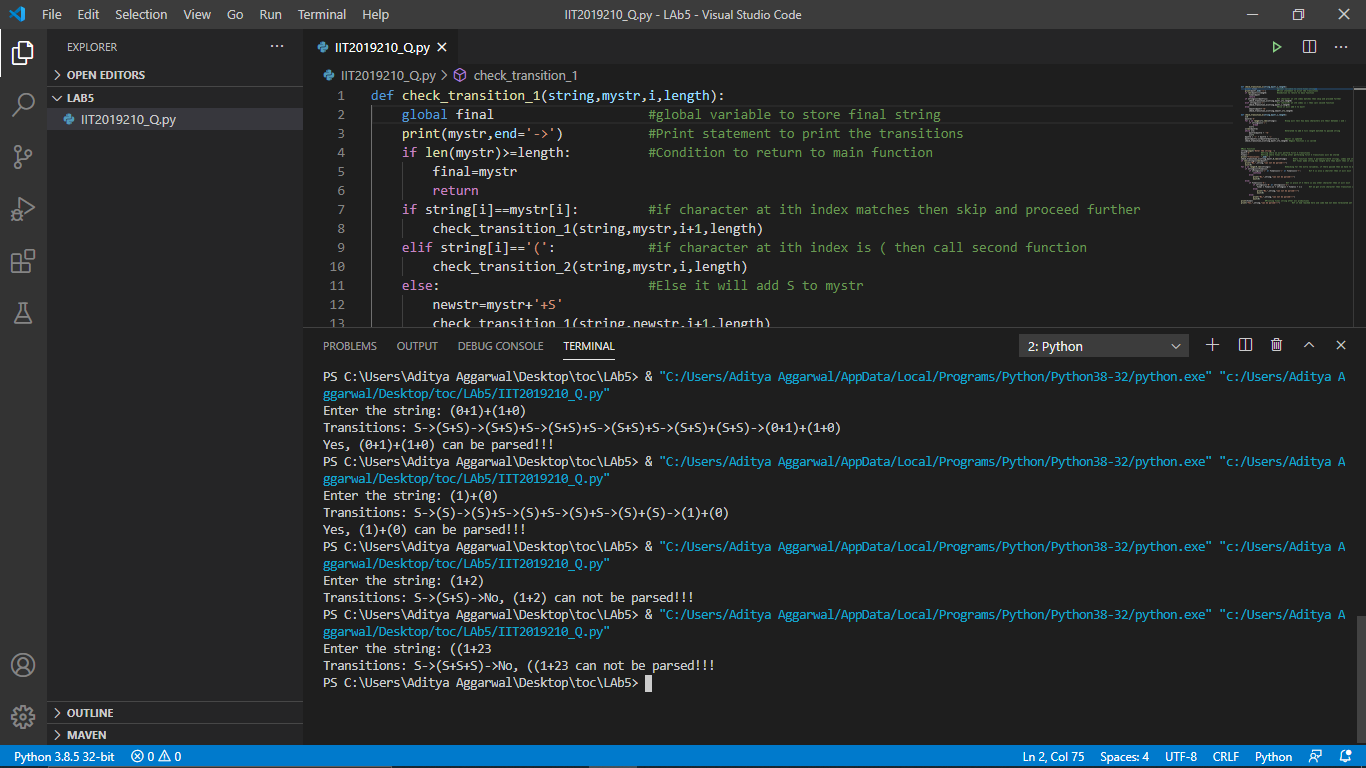 File Edit Selection View Go Run Terminal Help IIT2019210_Q.py - LAb5 - Visual Studio Code
EXPLORER
OPEN EDITORS
LAB5
IIT2019210_Q.py
OUTLINE
MAVEN
IIT2019210_Q.py
IIT2019210_Q.py > check_transition_1
1 def check_transition_1(string,mystr,i,length):
2 global final #global variable to store final string
3 print(mystr,end='->') #Print statement to print the transitions
4 if len(mystr)>=length: #Condition to return to main function
5 final=mystr
6 return
7 if string[i]==mystr[i]: #if character at ith index matches then skip and proceed further
8 check_transition_1(string,mystr,i+1,length)
9 elif string[i]=='(': #if character at ith index is ( then call second function
10 check_transition_2(string,mystr,i,length)
11 else: #Else it will add S to mystr
12 newstr=mystr+'+S'
13 check_transition_1(string,newstr,i+1,length)
PROBLEMS OUTPUT DEBUG CONSOLE TERMINAL 2: Python
PS C:\Users\Aditya Aggarwal\Desktop\toc\LAb5> & "C:/Users/Aditya Aggarwal/AppData/Local/Programs/Python/Python38-32/python.exe" "c:/Users/Aditya A
ggarwal/Desktop/toc/LAb5/IIT2019210_Q.py"
Enter the string: (0+1)+(1+0)
Transitions: S->(S+S)->(S+S)+S->(S+S)+S->(S+S)+S->(S+S)+(S+S)->(0+1)+(1+0)
Yes, (0+1)+(1+0) can be parsed!!!
PS C:\Users\Aditya Aggarwal\Desktop\toc\LAb5> & "C:/Users/Aditya Aggarwal/AppData/Local/Programs/Python/Python38-32/python.exe" "c:/Users/Aditya A
ggarwal/Desktop/toc/LAb5/IIT2019210_Q.py"
Enter the string: (1)+(0)
Transitions: S->(S)->(S)+S->(S)+S->(S)+S->(S)+(S)->(1)+(0)
Yes, (1)+(0) can be parsed!!!
PS C:\Users\Aditya Aggarwal\Desktop\toc\LAb5> & "C:/Users/Aditya Aggarwal/AppData/Local/Programs/Python/Python38-32/python.exe" "c:/Users/Aditya A
ggarwal/Desktop/toc/LAb5/IIT2019210_Q.py"
Enter the string: (1+2)
Transitions: S->(S+S)->No, (1+2) can not be parsed!!!
PS C:\Users\Aditya Aggarwal\Desktop\toc\LAb5> & "C:/Users/Aditya Aggarwal/AppData/Local/Programs/Python/Python38-32/python.exe" "c:/Users/Aditya A
ggarwal/Desktop/toc/LAb5/IIT2019210_Q.py"
Enter the string: ((1+23
Transitions: S->(S+S+S)->No, ((1+23 can not be parsed!!!
PS C:\Users\Aditya Aggarwal\Desktop\toc\LAb5>
Python 3.8.5 32-bit 0 0 Ln 2, Col 75 Spaces: 4 UTF-8 CRLF Python